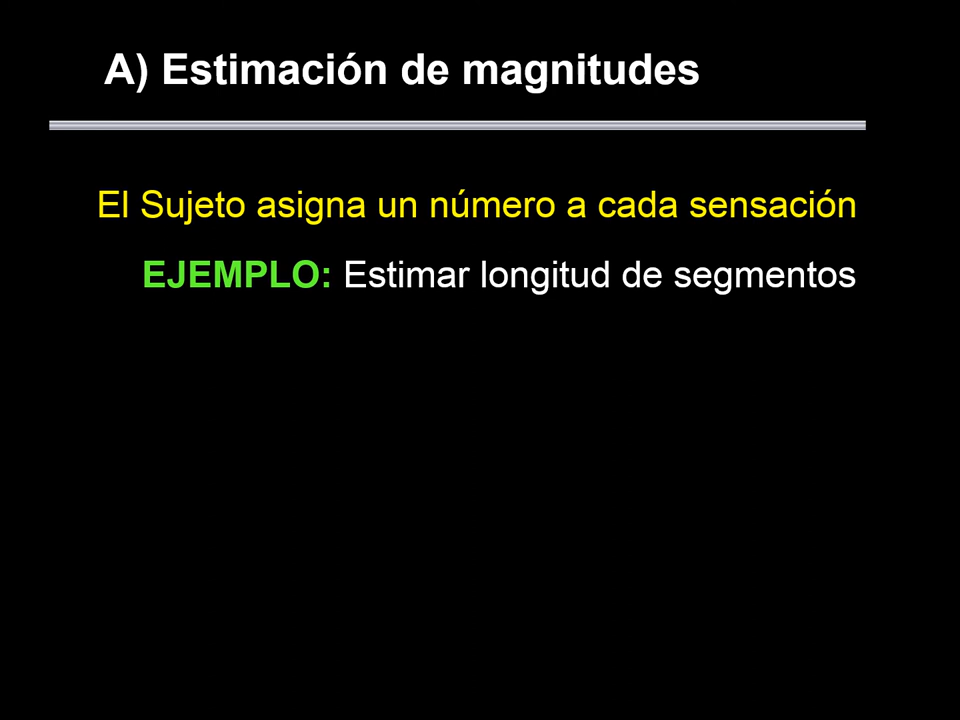 A) Estimación de magnitudes
El Sujeto asigna un número a cada sensación
EJEMPLO: Estimar longitud de segmentos